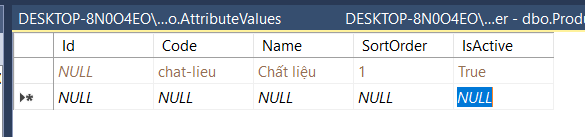 DESKTOP-8N0O4EO\...o.AttributeValues DESKTOP-8N0O4EO\...er - dbo.Produ
Id Code Name SortOrder IsActive
NULL chat-lieu Chất liệu 1 True
NULL NULL NULL NULL NULL